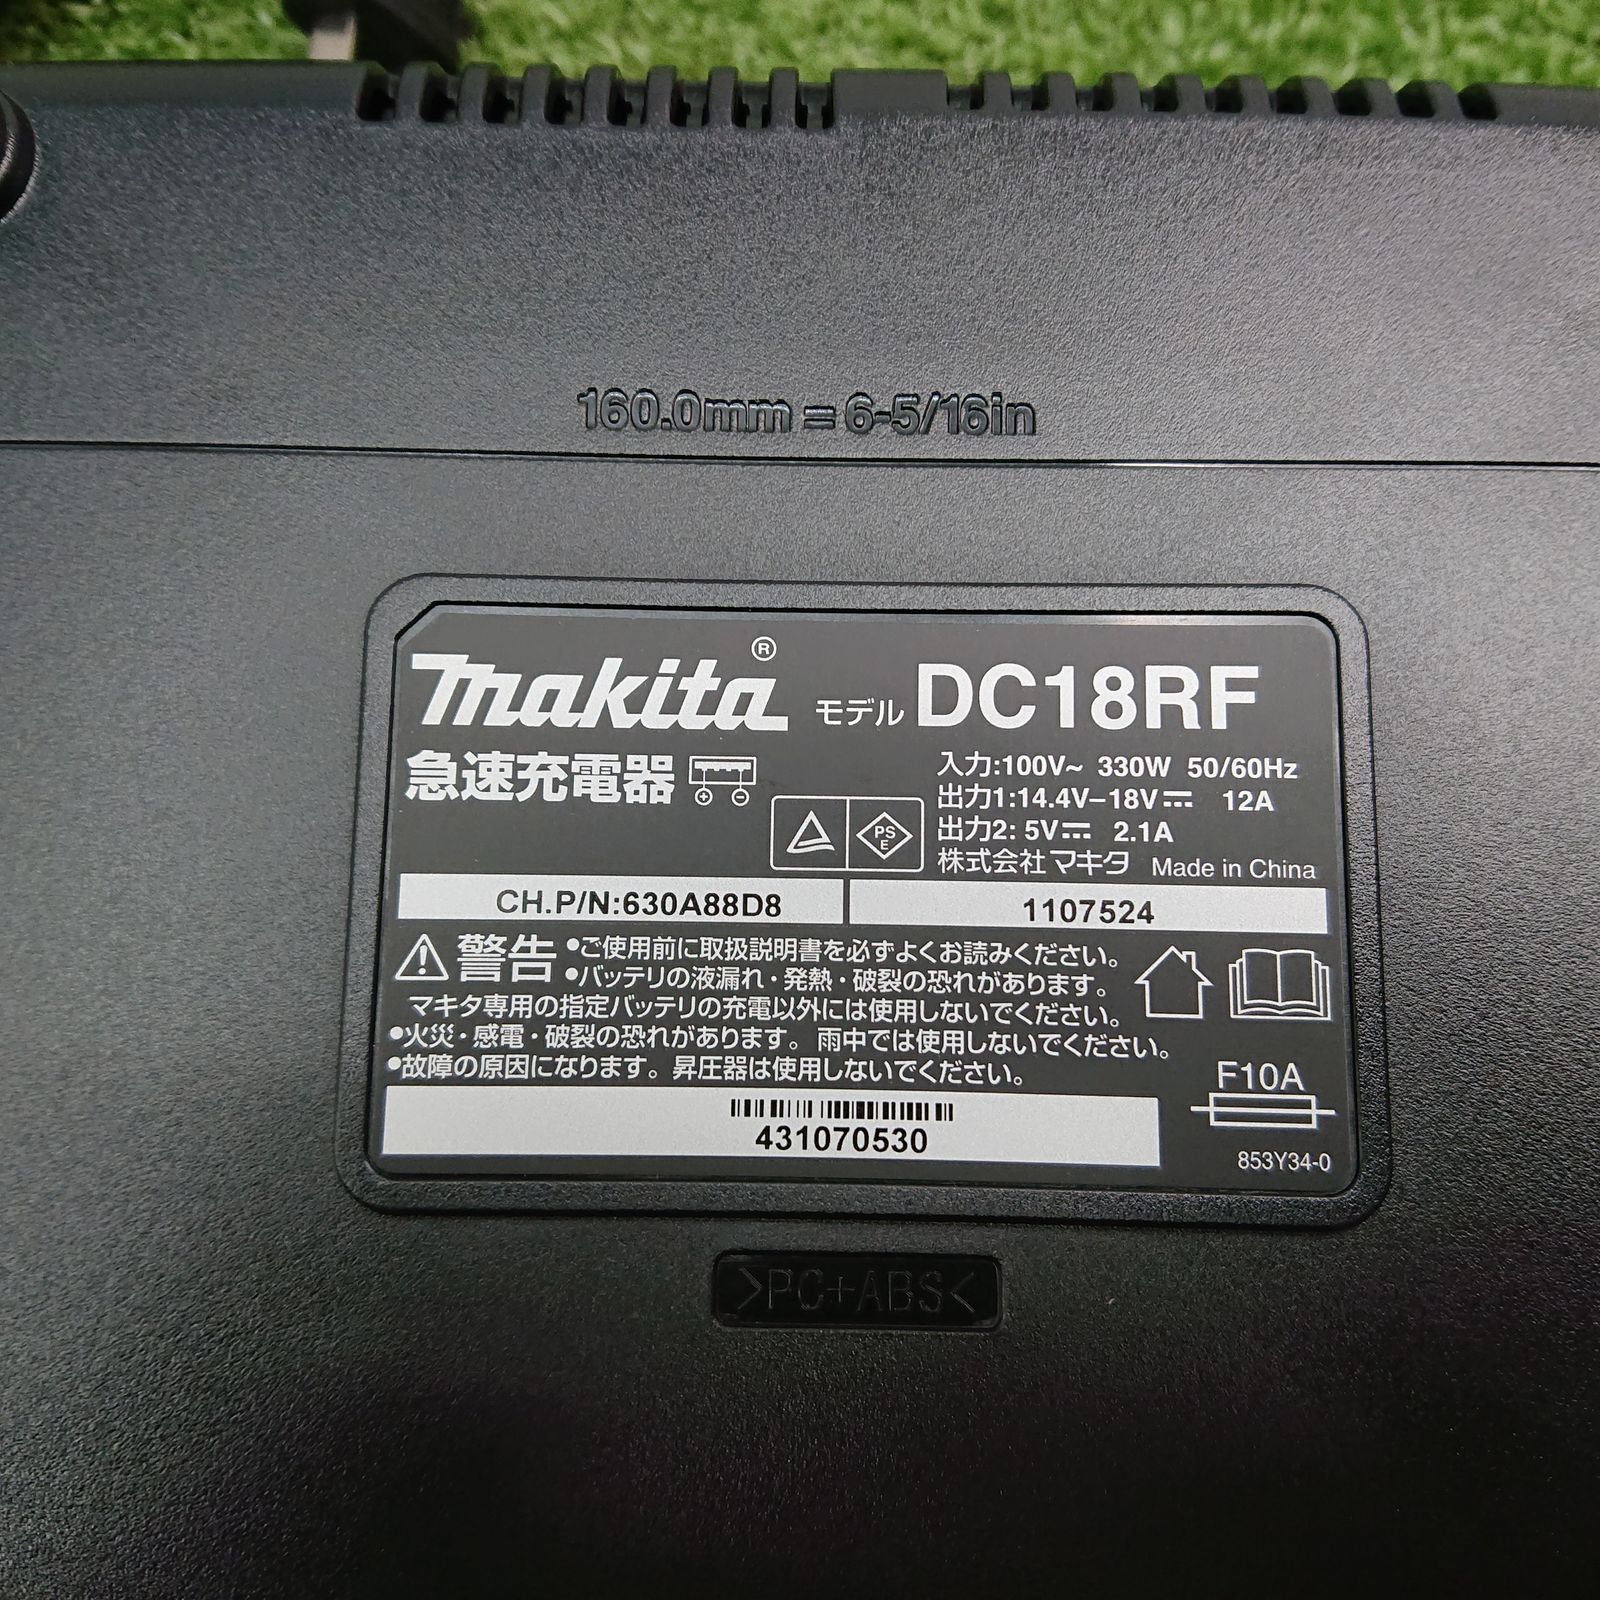 160.0mm = 6-5/16in
makita® モデル DC18RF
急速充電器
入力:100V~ 330W 50/60Hz
出力1:14.4V–18V⎓ 12A
出力2: 5V⎓ 2.1A
PS
E
株式会社 マキタ Made in China
CH.P/N:630A88D8 1107524
警告 •ご使用前に取扱説明書を必ずよくお読みください。
•バッテリの液漏れ・発熱・破裂の恐れがあります。
マキタ専用の指定バッテリの充電以外には使用しないでください。
•火災・感電・破裂の恐れがあります。雨中では使用しないでください。
•故障の原因になります。昇圧器は使用しないでください。
F10A
431070530
853Y34-0
>PC+ABS<